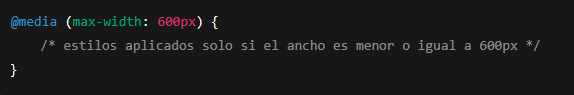 @media (max-width: 600px) {
    /* estilos aplicados solo si el ancho es menor o igual a 600px */
}